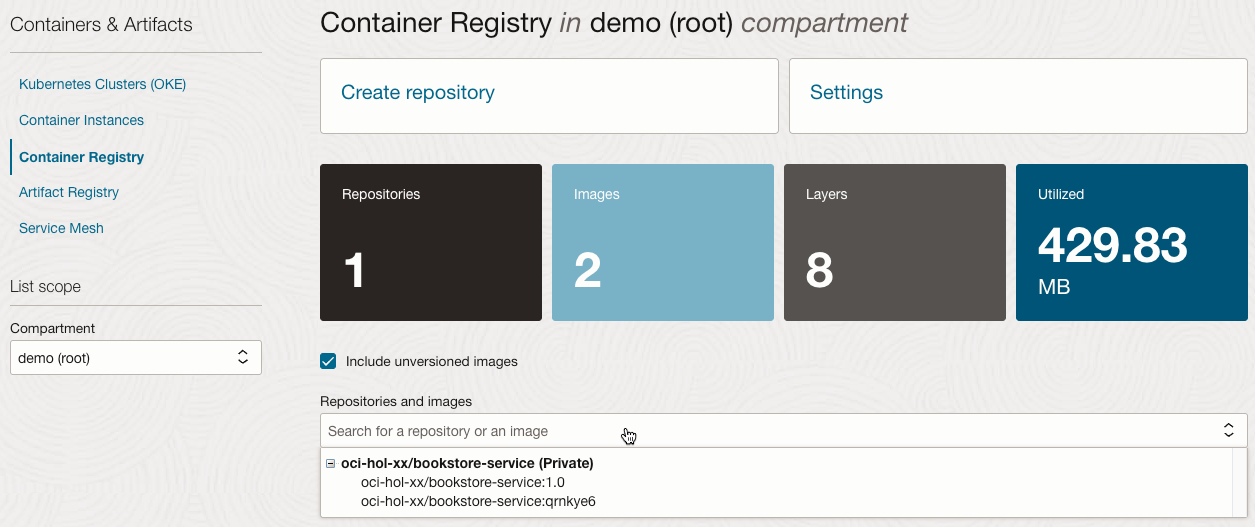 Containers & Artifacts
Kubernetes Clusters (OKE)
Container Instances
Container Registry
Artifact Registry
Service Mesh
List scope
Compartment
demo (root)
Container Registry in demo (root) compartment
Create repository
Settings
Repositories
1
Images
2
Layers
8
Utilized
429.83
MB
Include unversioned images
Repositories and images
Search for a repository or an image
oci-hol-xx/bookstore-service (Private)
oci-hol-xx/bookstore-service:1.0
oci-hol-xx/bookstore-service:qrnkye6